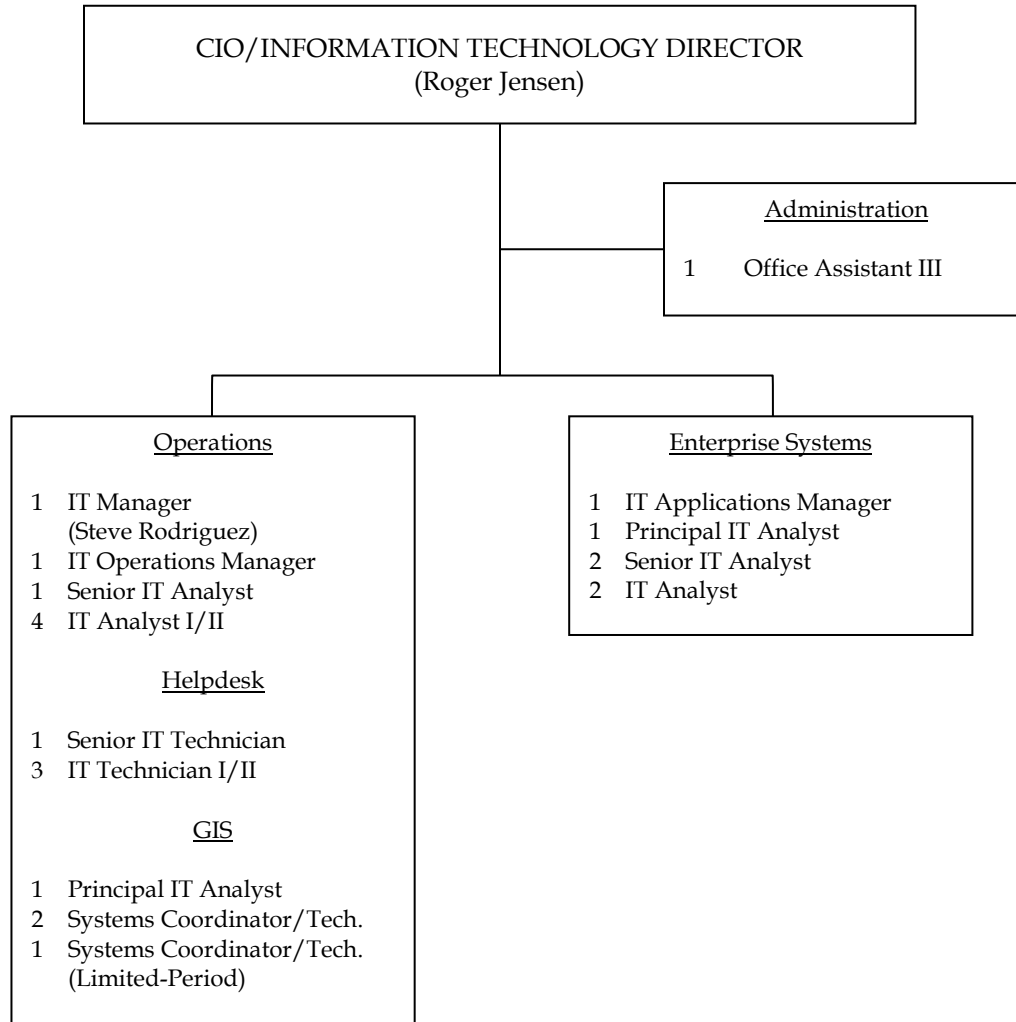 CIO/INFORMATION TECHNOLOGY DIRECTOR
(Roger Jensen)
Administration
1 Office Assistant III
Operations
1 IT Manager
(Steve Rodriguez)
1 IT Operations Manager
1 Senior IT Analyst
4 IT Analyst I/II
Helpdesk
1 Senior IT Technician
3 IT Technician I/II
GIS
1 Principal IT Analyst
2 Systems Coordinator/Tech.
1 Systems Coordinator/Tech.
(Limited-Period)
Enterprise Systems
1 IT Applications Manager
1 Principal IT Analyst
2 Senior IT Analyst
2 IT Analyst